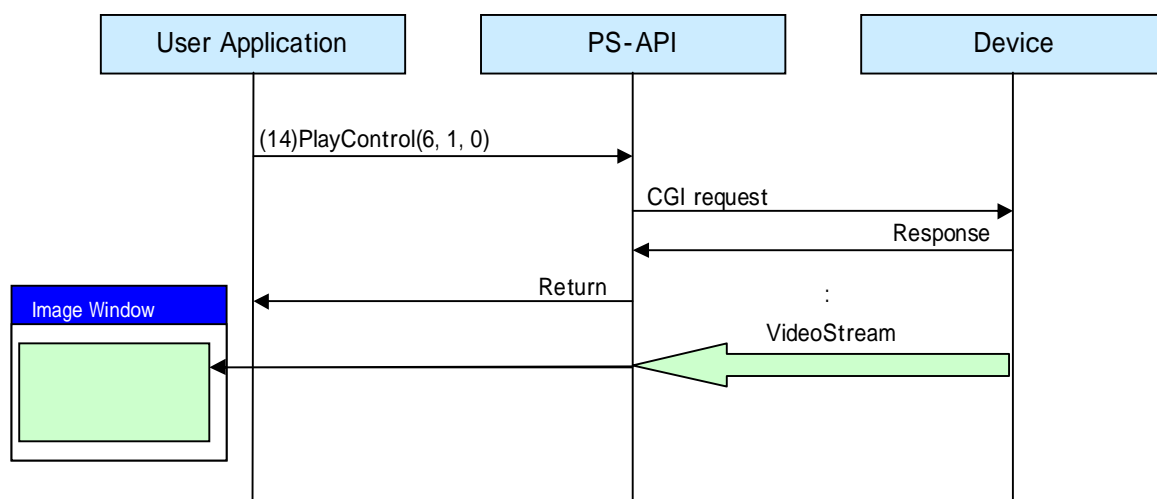 User Application
PS-API
Device
(14)PlayControl(6, 1, 0)
CGI request
Response
Return
:
Image Window
VideoStream